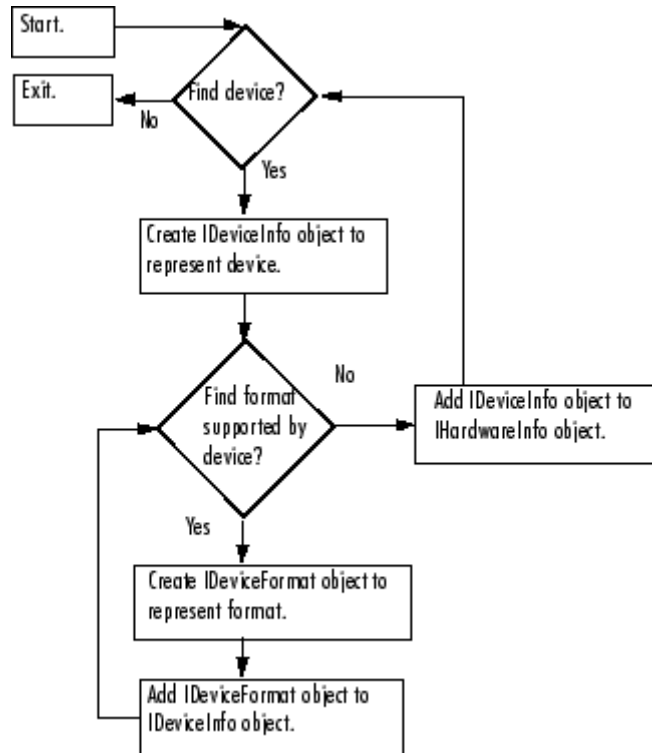 Start.
Exit.
Find device?
No
Yes
Create IDeviceInfo object to
represent device.
Find format
supported by
device?
No
Add IDeviceInfo object to
IHardwareInfo object.
Yes
Create IDeviceFormat object to
represent format.
Add IDeviceFormat object to
IDeviceInfo object.